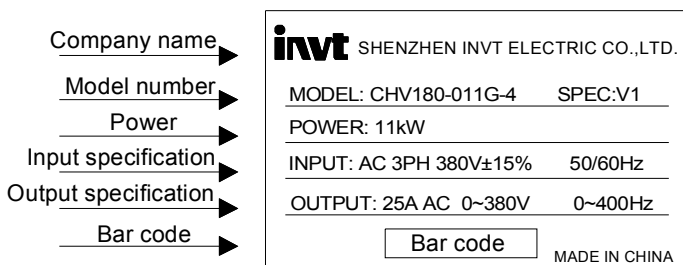 Company name
invt SHENZHEN INVT ELECTRIC CO.,LTD.
Model number
MODEL: CHV180-011G-4 SPEC:V1
Power
POWER: 11kW
Input specification
INPUT: AC 3PH 380V±15% 50/60Hz
Output specification
OUTPUT: 25A AC 0~380V 0~400Hz
Bar code
Bar code
MADE IN CHINA